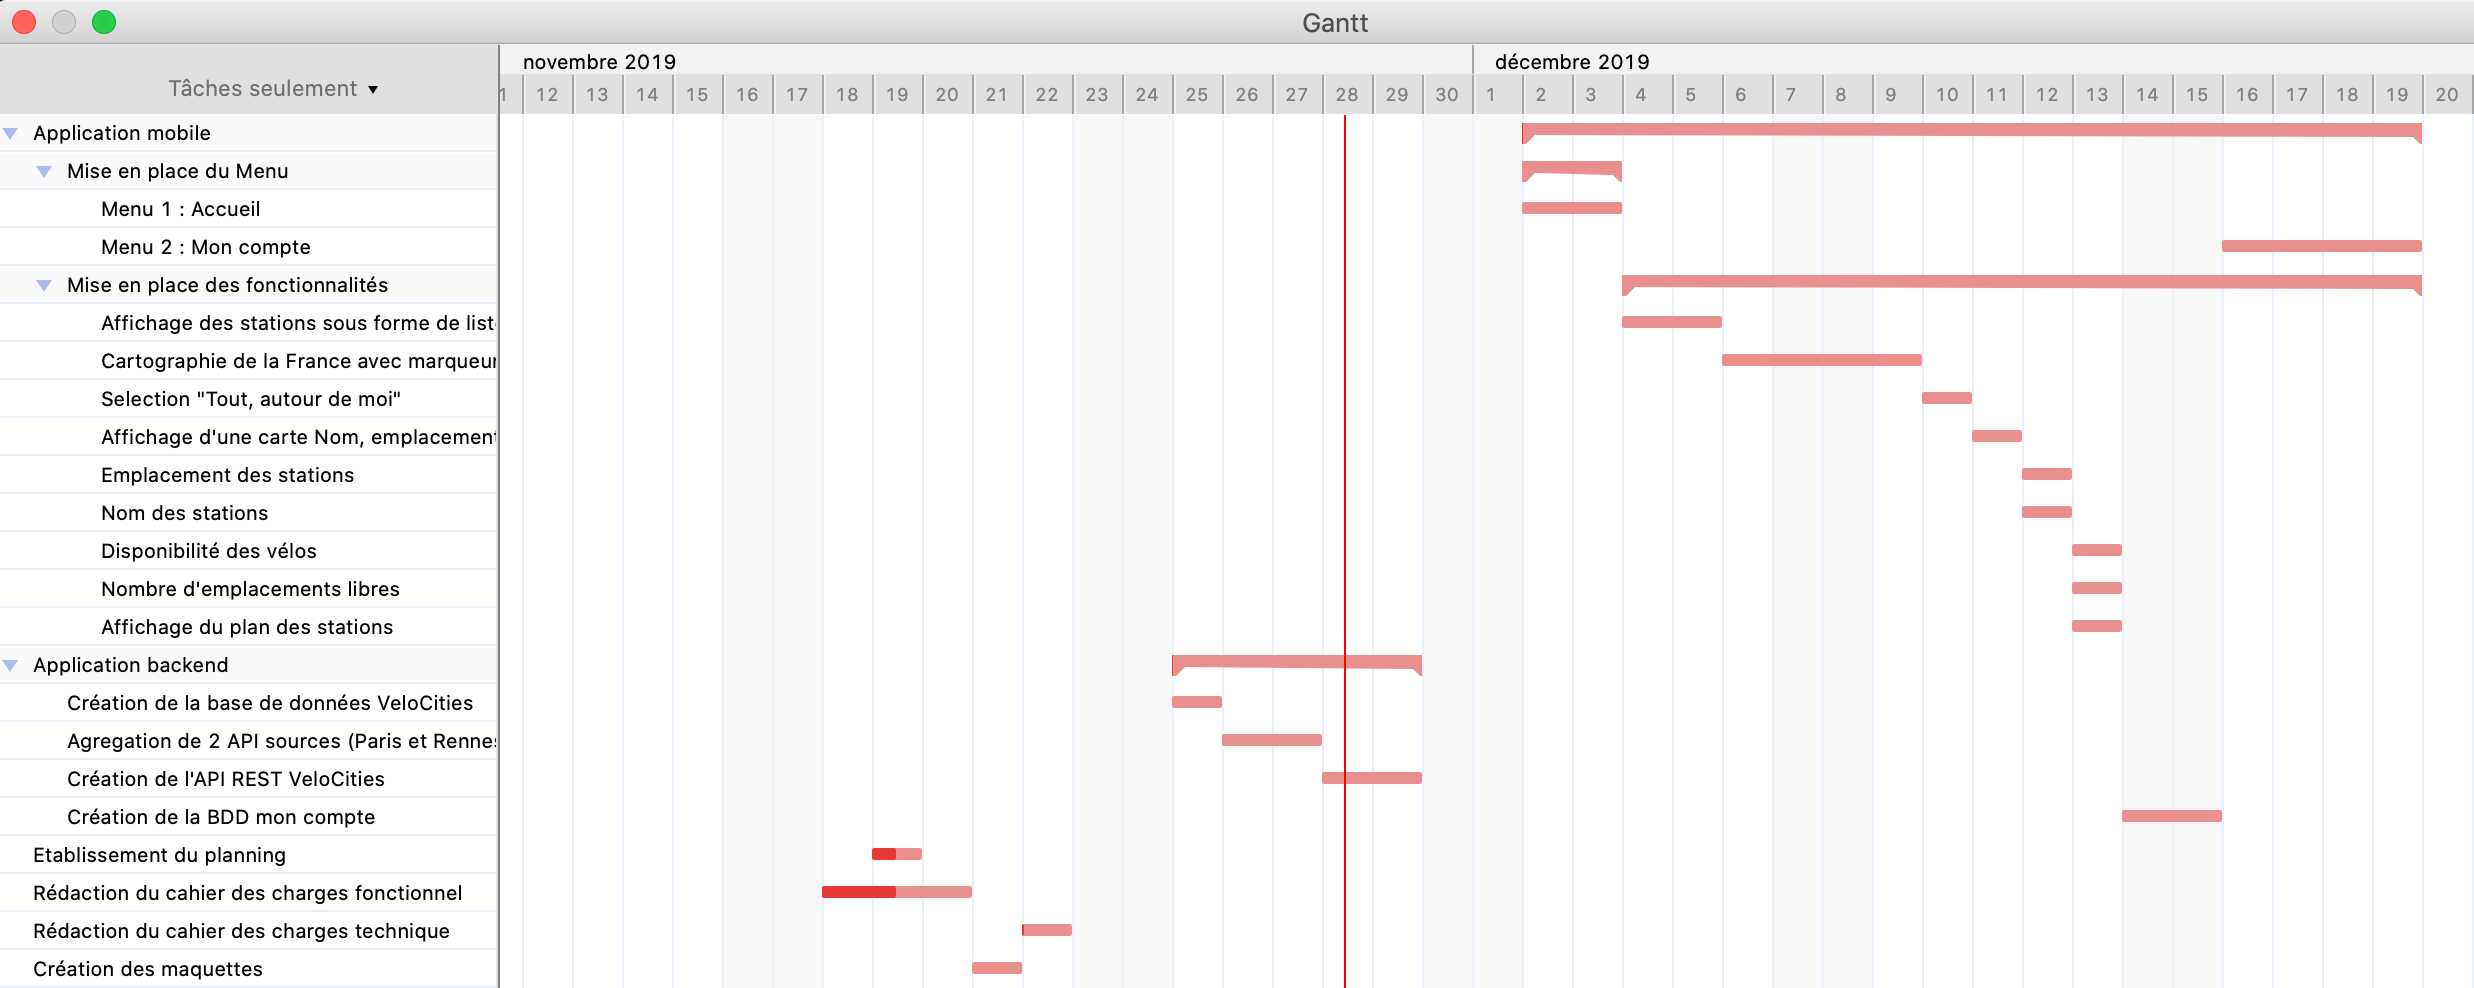 Gantt
novembre 2019 décembre 2019
Tâches seulement ▾
1 12 13 14 15 16 17 18 19 20 21 22 23 24 25 26 27 28 29 30 1 2 3 4 5 6 7 8 9 10 11 12 13 14 15 16 17 18 19 20
Application mobile
Mise en place du Menu
Menu 1 : Accueil
Menu 2 : Mon compte
Mise en place des fonctionnalités
Affichage des stations sous forme de list
Cartographie de la France avec marqueur
Selection "Tout, autour de moi"
Affichage d'une carte Nom, emplacement
Emplacement des stations
Nom des stations
Disponibilité des vélos
Nombre d'emplacements libres
Affichage du plan des stations
Application backend
Création de la base de données VeloCities
Agregation de 2 API sources (Paris et Rennes
Création de l'API REST VeloCities
Création de la BDD mon compte
Etablissement du planning
Rédaction du cahier des charges fonctionnel
Rédaction du cahier des charges technique
Création des maquettes